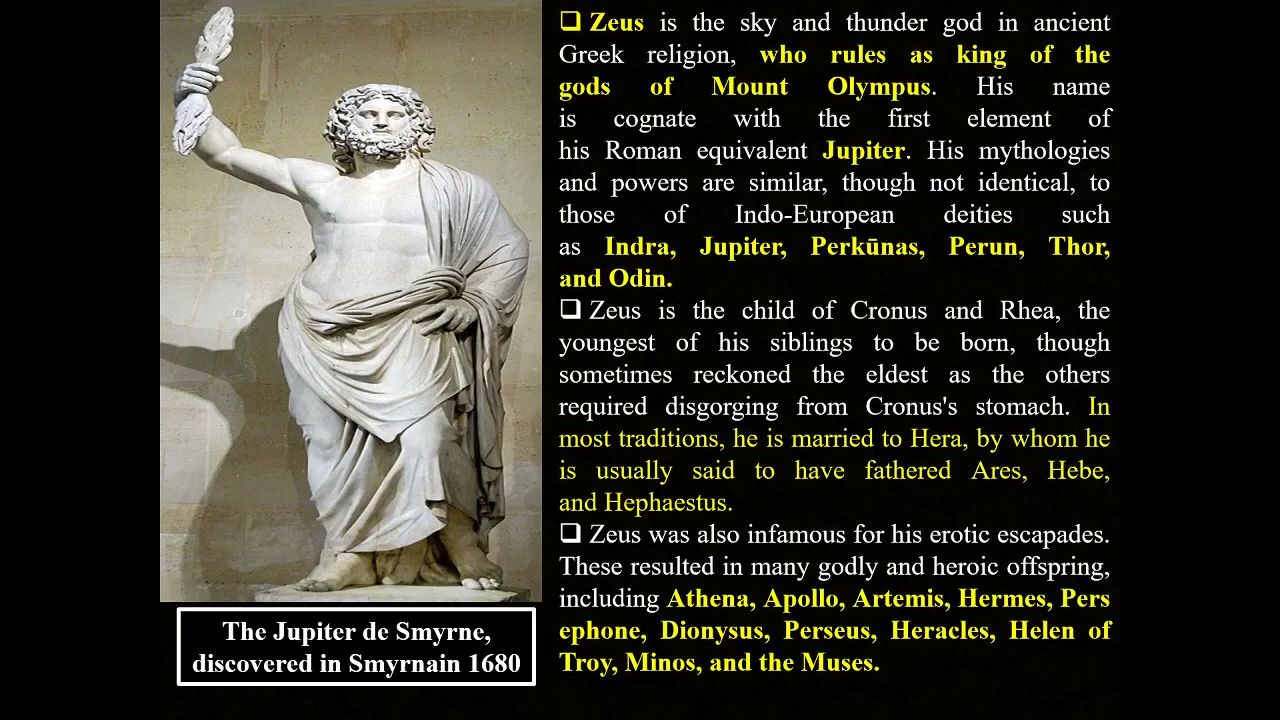 ❑ Zeus is the sky and thunder god in ancient
Greek religion, who rules as king of the
gods of Mount Olympus. His name
is cognate with the first element of
his Roman equivalent Jupiter. His mythologies
and powers are similar, though not identical, to
those of Indo-European deities such
as Indra, Jupiter, Perkūnas, Perun, Thor,
and Odin.
❑ Zeus is the child of Cronus and Rhea, the
youngest of his siblings to be born, though
sometimes reckoned the eldest as the others
required disgorging from Cronus's stomach. In
most traditions, he is married to Hera, by whom he
is usually said to have fathered Ares, Hebe,
and Hephaestus.
❑ Zeus was also infamous for his erotic escapades.
These resulted in many godly and heroic offspring,
including Athena, Apollo, Artemis, Hermes, Pers
ephone, Dionysus, Perseus, Heracles, Helen of
Troy, Minos, and the Muses.
The Jupiter de Smyrne,
discovered in Smyrnain 1680